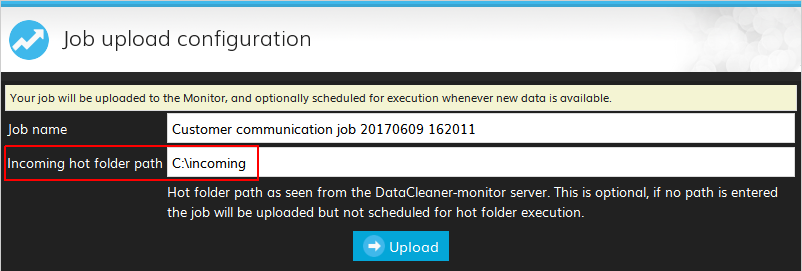 Job upload configuration
Your job will be uploaded to the Monitor, and optionally scheduled for execution whenever new data is available.
Job name Customer communication job 20170609 162011
Incoming hot folder path C:\incoming
Hot folder path as seen from the DataCleaner-monitor server. This is optional, if no path is entered
the job will be uploaded but not scheduled for hot folder execution.
Upload